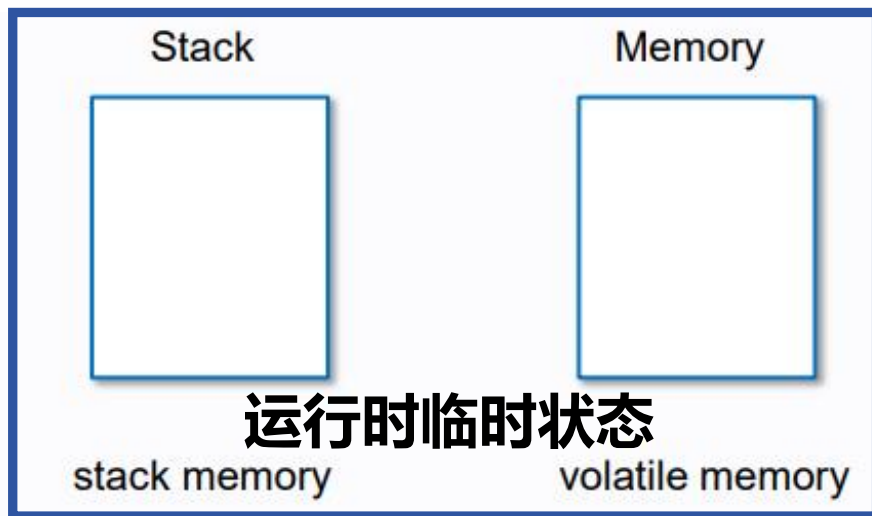 Stack
Memory
运行时临时状态
stack memory
volatile memory